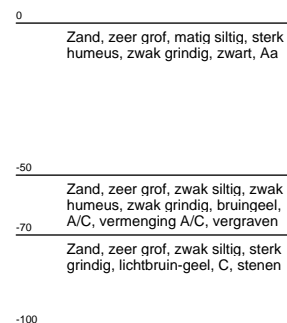 0
Zand, zeer grof, matig siltig, sterk
humeus, zwak grindig, zwart, Aa
-50
Zand, zeer grof, zwak siltig, zwak
humeus, zwak grindig, bruingeel,
A/C, vermenging A/C, vergraven
-70
Zand, zeer grof, zwak siltig, sterk
grindig, lichtbruin-geel, C, stenen
-100